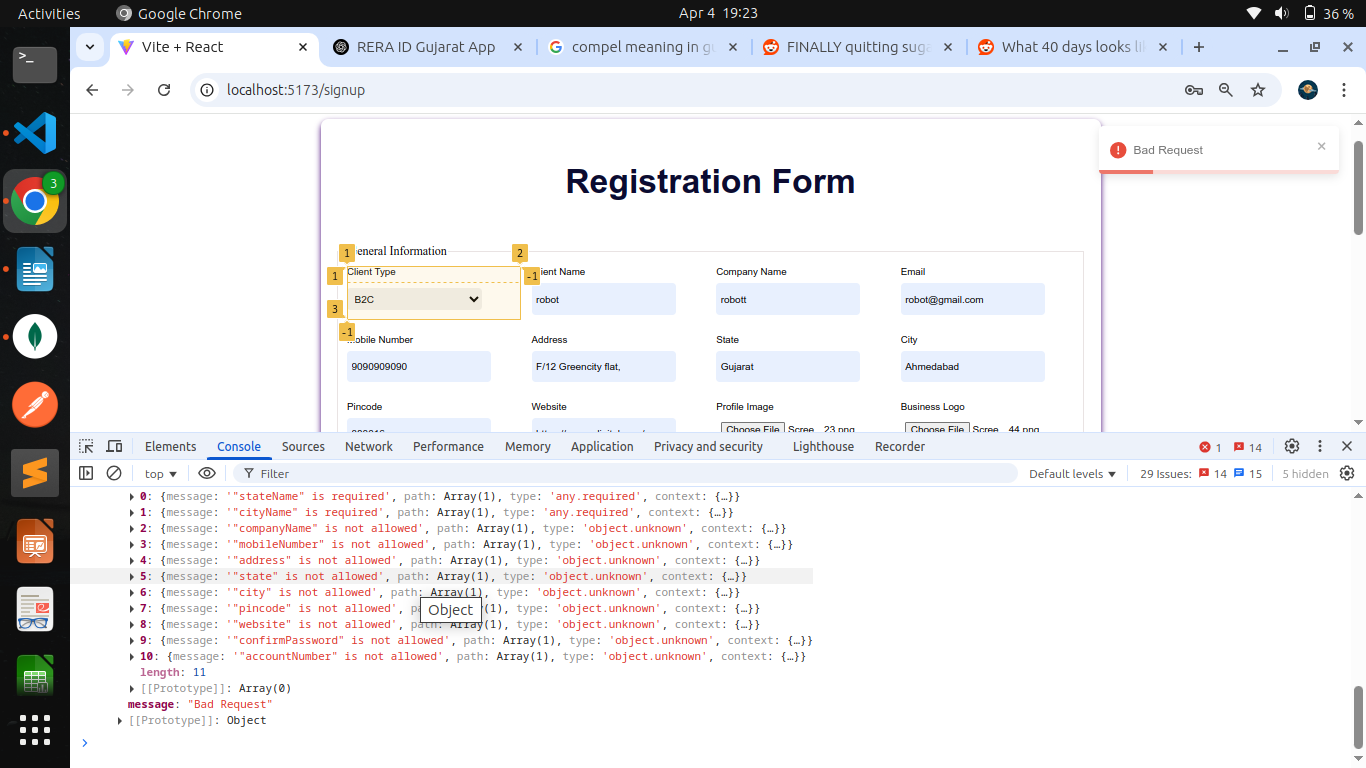 Activities Google Chrome Apr 4 19:23 36 %
Vite + React RERA ID Gujarat App compel meaning in gu FINALLY quitting suga What 40 days looks li
localhost:5173/signup
3
Bad Request
Registration Form
General Information
1 2
1 Client Type -1 Client Name Company Name Email
3 B2C robot robott robot@gmail.com
-1
Mobile Number Address State City
9090909090 F/12 Greencity flat, Gujarat Ahmedabad
Pincode Website Profile Image Business Logo
Choose File Scree...23.png Choose File Scree...44.png
Elements Console Sources Network Performance Memory Application Privacy and security Lighthouse Recorder 1 14
top Filter Default levels 29 Issues: 14 15 5 hidden
0: {message: '"stateName" is required', path: Array(1), type: 'any.required', context: {…}}
1: {message: '"cityName" is required', path: Array(1), type: 'any.required', context: {…}}
2: {message: '"companyName" is not allowed', path: Array(1), type: 'object.unknown', context: {…}}
3: {message: '"mobileNumber" is not allowed', path: Array(1), type: 'object.unknown', context: {…}}
4: {message: '"address" is not allowed', path: Array(1), type: 'object.unknown', context: {…}}
5: {message: '"state" is not allowed', path: Array(1), type: 'object.unknown', context: {…}}
6: {message: '"city" is not allowed', path: Array(1), type: 'object.unknown', context: {…}}
7: {message: '"pincode" is not allowed', path: Array(1), type: 'object.unknown', context: {…}}
Object
8: {message: '"website" is not allowed', path: Array(1), type: 'object.unknown', context: {…}}
9: {message: '"confirmPassword" is not allowed', path: Array(1), type: 'object.unknown', context: {…}}
10: {message: '"accountNumber" is not allowed', path: Array(1), type: 'object.unknown', context: {…}}
length: 11
[[Prototype]]: Array(0)
message: "Bad Request"
[[Prototype]]: Object